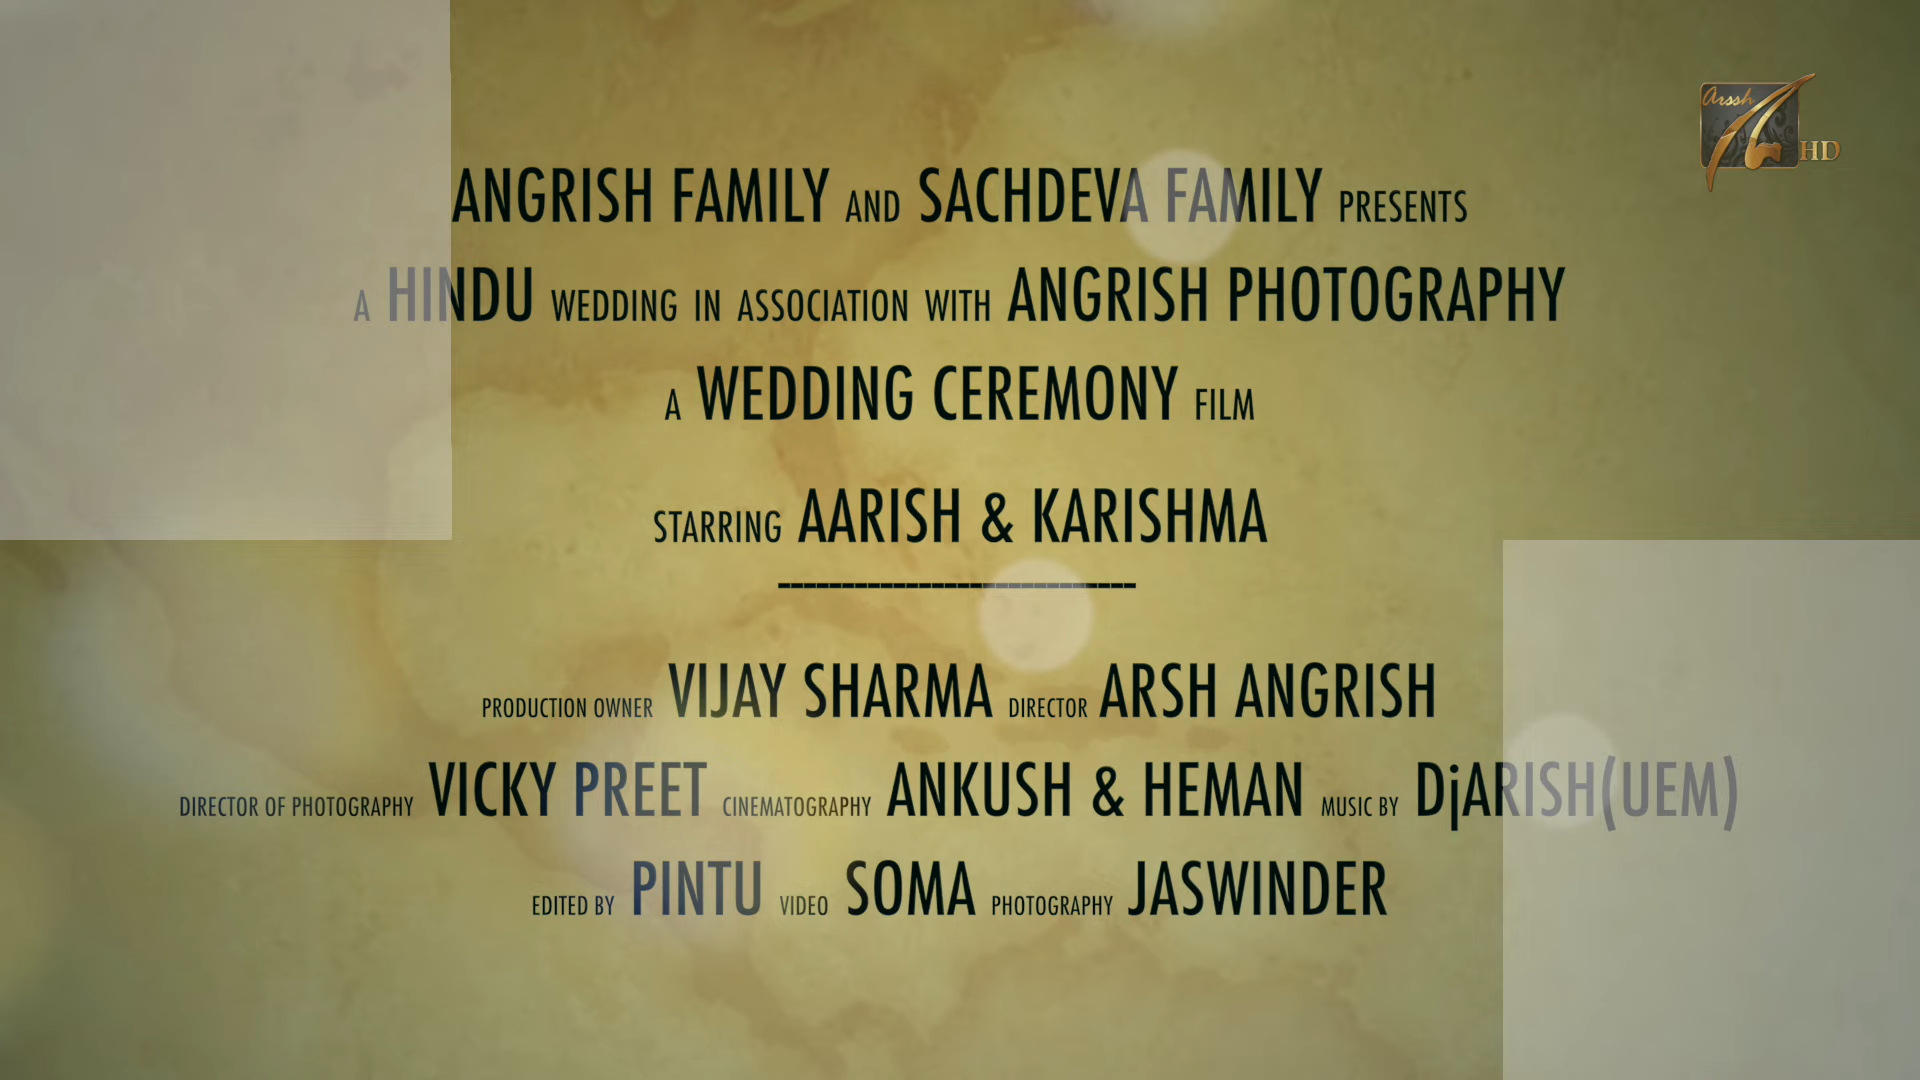 Arssh
HD
ANGRISH FAMILY AND SACHDEVA FAMILY PRESENTS
A HINDU WEDDING IN ASSOCIATION WITH ANGRISH PHOTOGRAPHY
A WEDDING CEREMONY FILM
STARRING AARISH & KARISHMA
----------------------------
PRODUCTION OWNER VIJAY SHARMA DIRECTOR ARSH ANGRISH
DIRECTOR OF PHOTOGRAPHY VICKY PREET CINEMATOGRAPHY ANKUSH & HEMAN MUSIC BY DjARISH(UEM)
EDITED BY PINTU VIDEO SOMA PHOTOGRAPHY JASWINDER